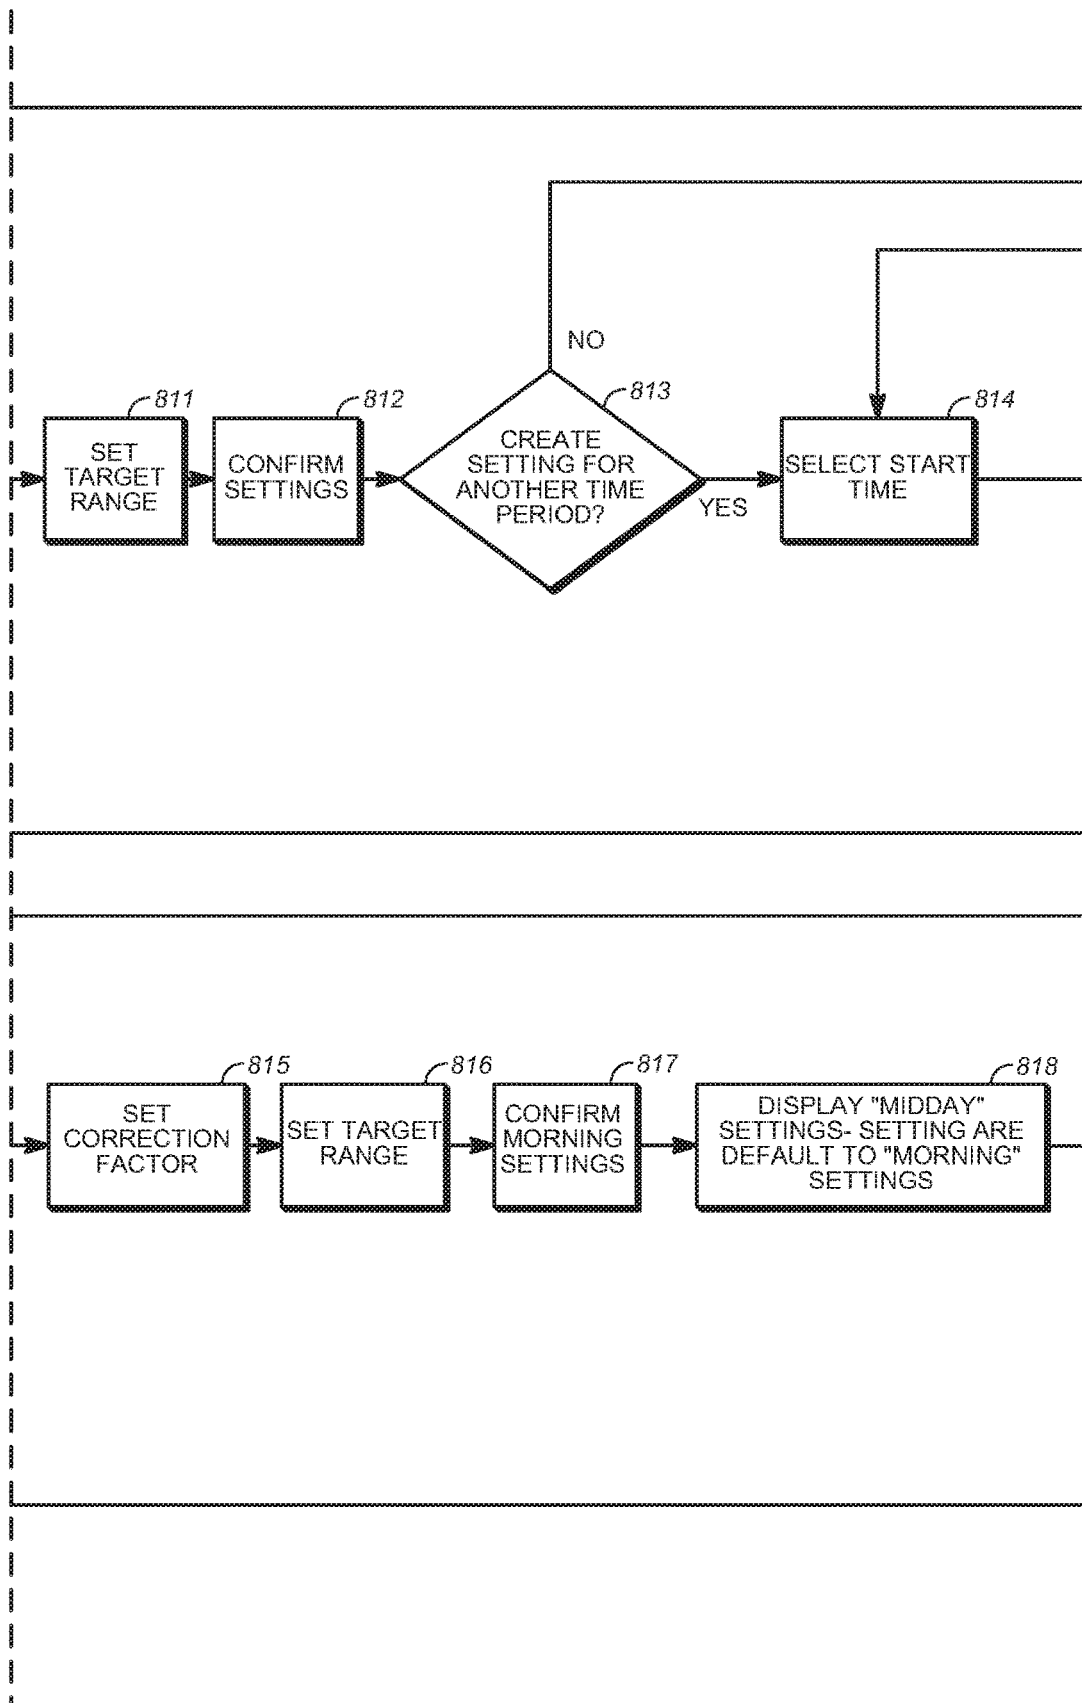 NO
811
SET
TARGET
RANGE
812
CONFIRM
SETTINGS
813
CREATE
SETTING FOR
ANOTHER TIME
PERIOD?
YES
814
SELECT START
TIME
815
SET
CORRECTION
FACTOR
816
SET TARGET
RANGE
817
CONFIRM
MORNING
SETTINGS
818
DISPLAY "MIDDAY"
SETTINGS- SETTING ARE
DEFAULT TO "MORNING"
SETTINGS